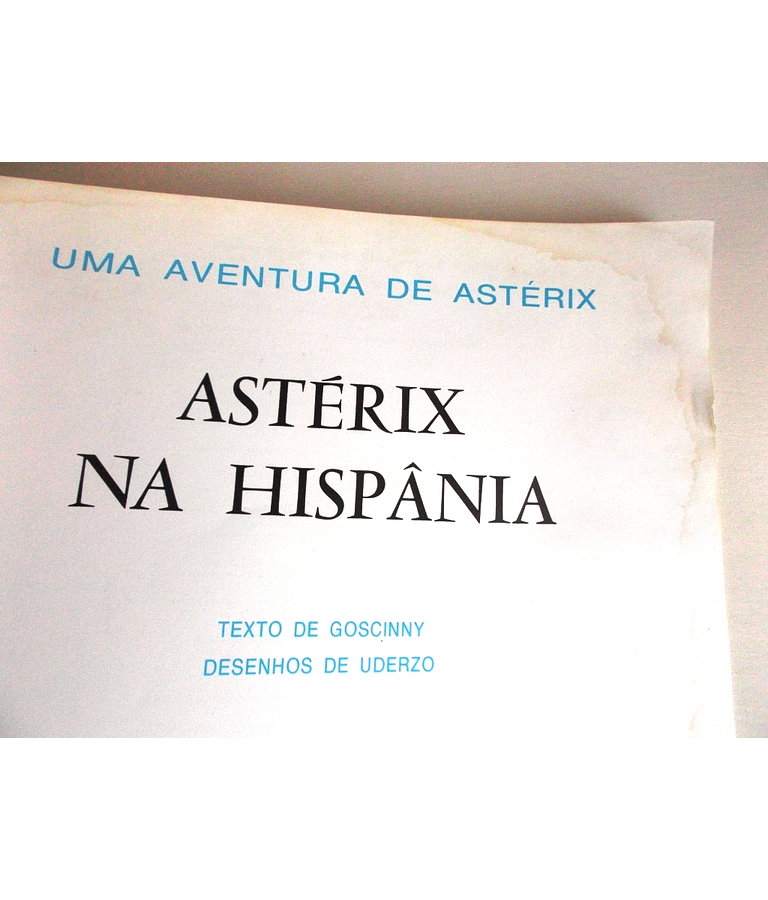 UMA AVENTURA DE ASTÉRIX
ASTÉRIX
NA HISPÂNIA
TEXTO DE GOSCINNY
DESENHOS DE UDERZO